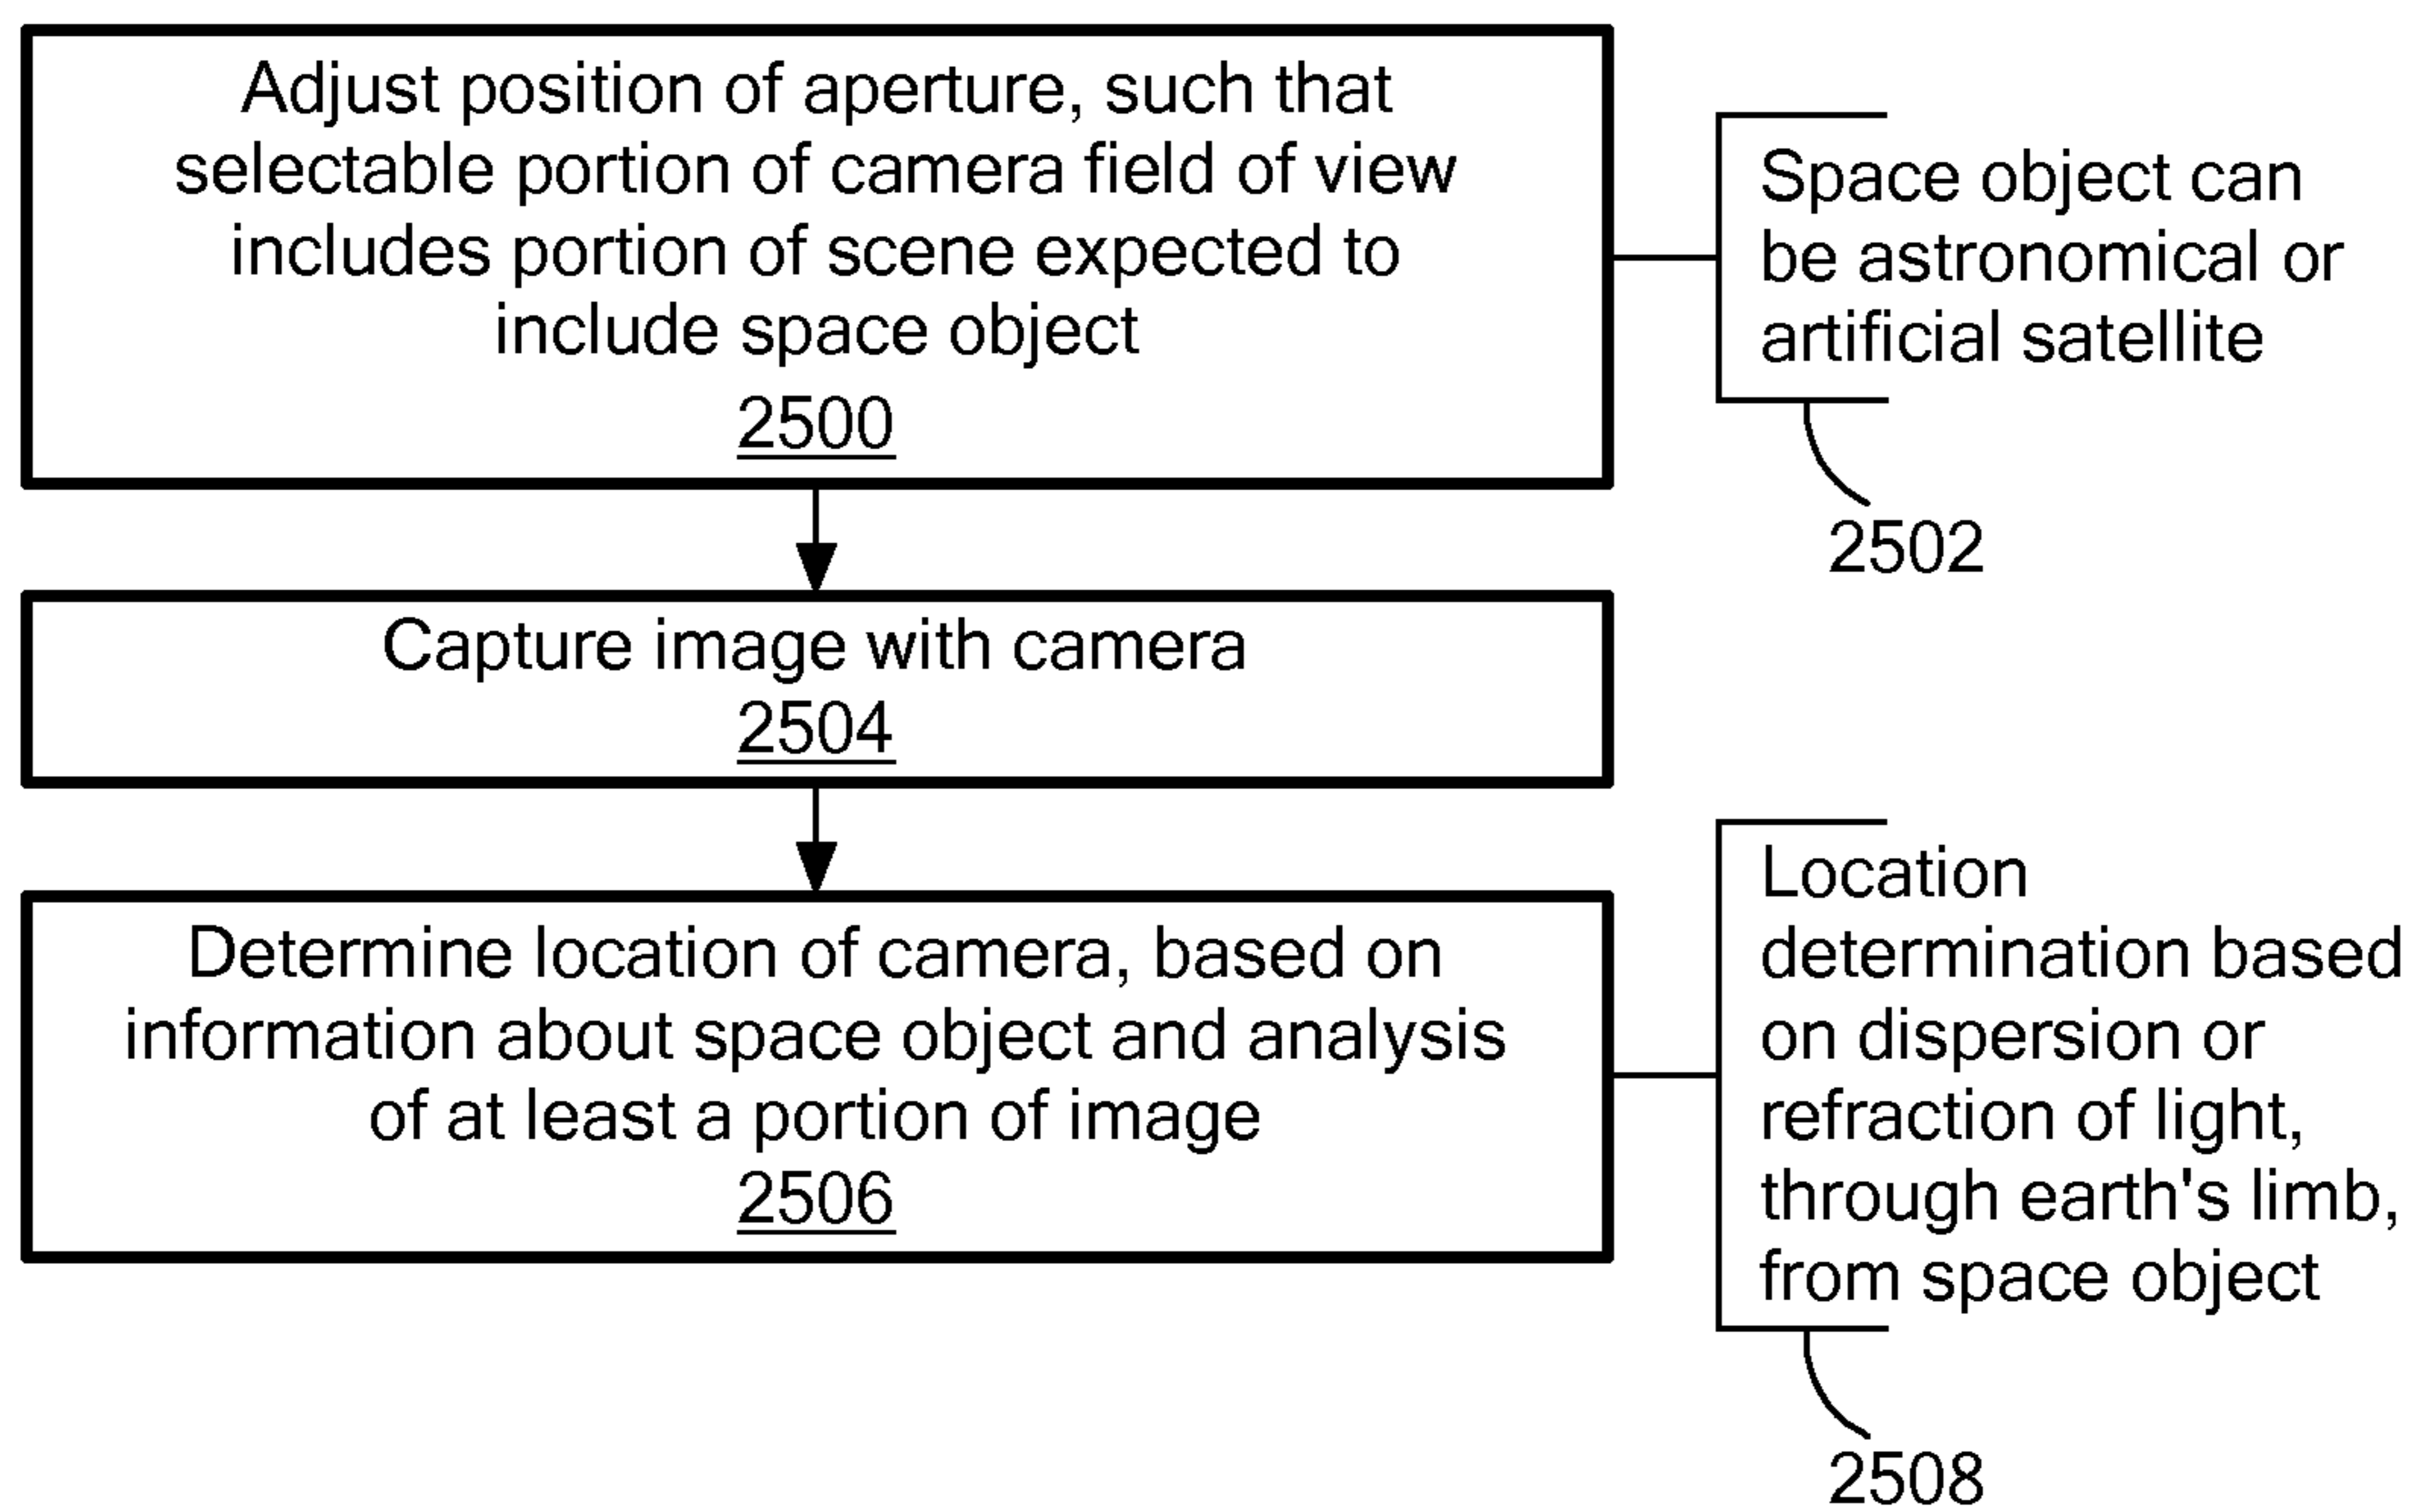 Adjust position of aperture, such that
selectable portion of camera field of view
includes portion of scene expected to
include space object
2500
Space object can
be astronomical or
artificial satellite
2502
Capture image with camera
2504
Determine location of camera, based on
information about space object and analysis
of at least a portion of image
2506
Location
determination based
on dispersion or
refraction of light,
through earth's limb,
from space object
2508